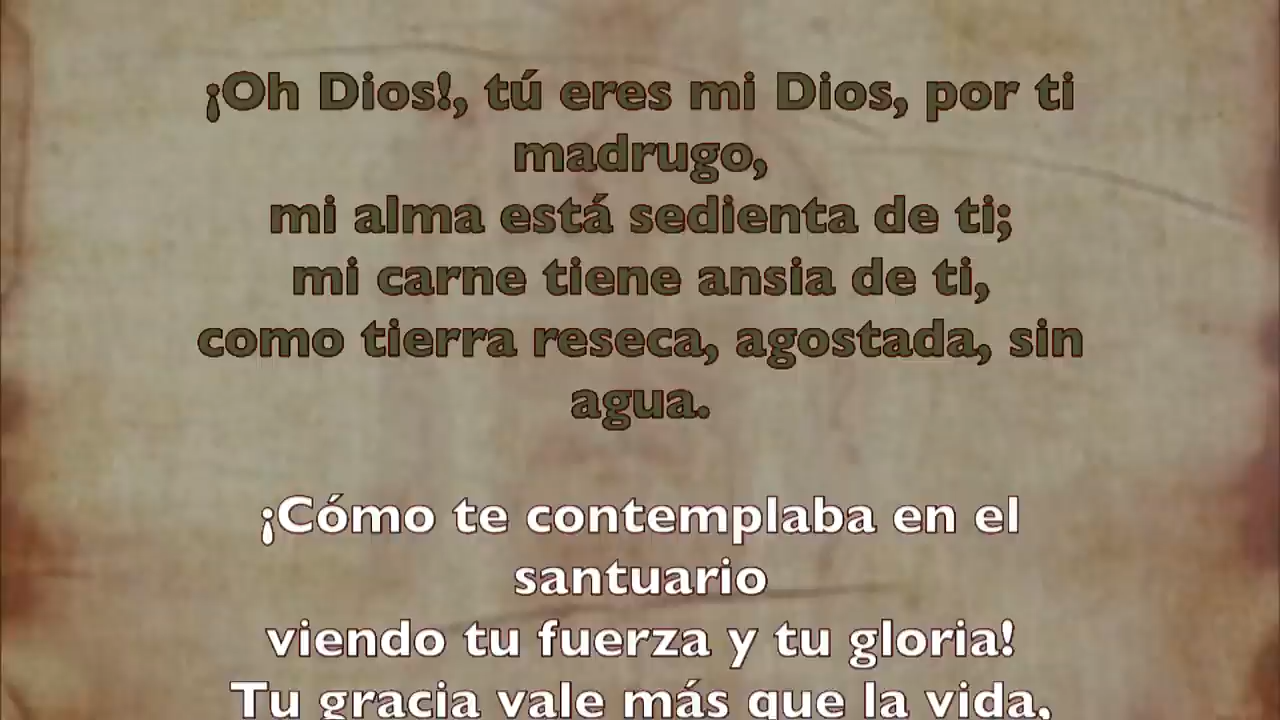 ¡Oh Dios!, tú eres mi Dios, por ti
madrugo,
mi alma está sedienta de ti;
mi carne tiene ansia de ti,
como tierra reseca, agostada, sin
agua.
¡Cómo te contemplaba en el
santuario
viendo tu fuerza y tu gloria!
Tu gracia vale más que la vida,